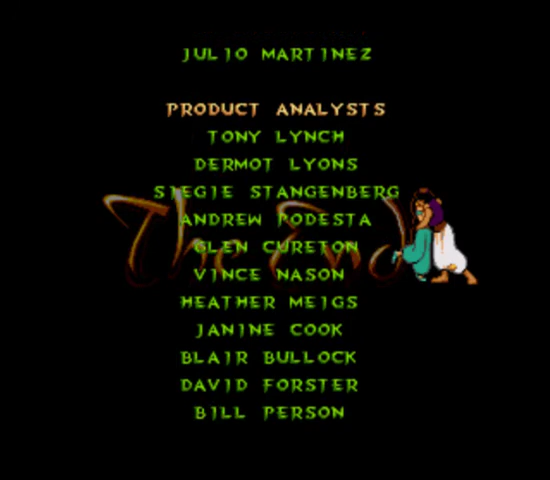 JULIO MARTINEZ
PRODUCT ANALYSTS
TONY LYNCH
DERMOT LYONS
SIEGIE STANGENBERG
ANDREW PODESTA
The End
GLEN CURETON
VINCE NASON
HEATHER MEIGS
JANINE COOK
BLAIR BULLOCK
DAVID FORSTER
BILL PERSON